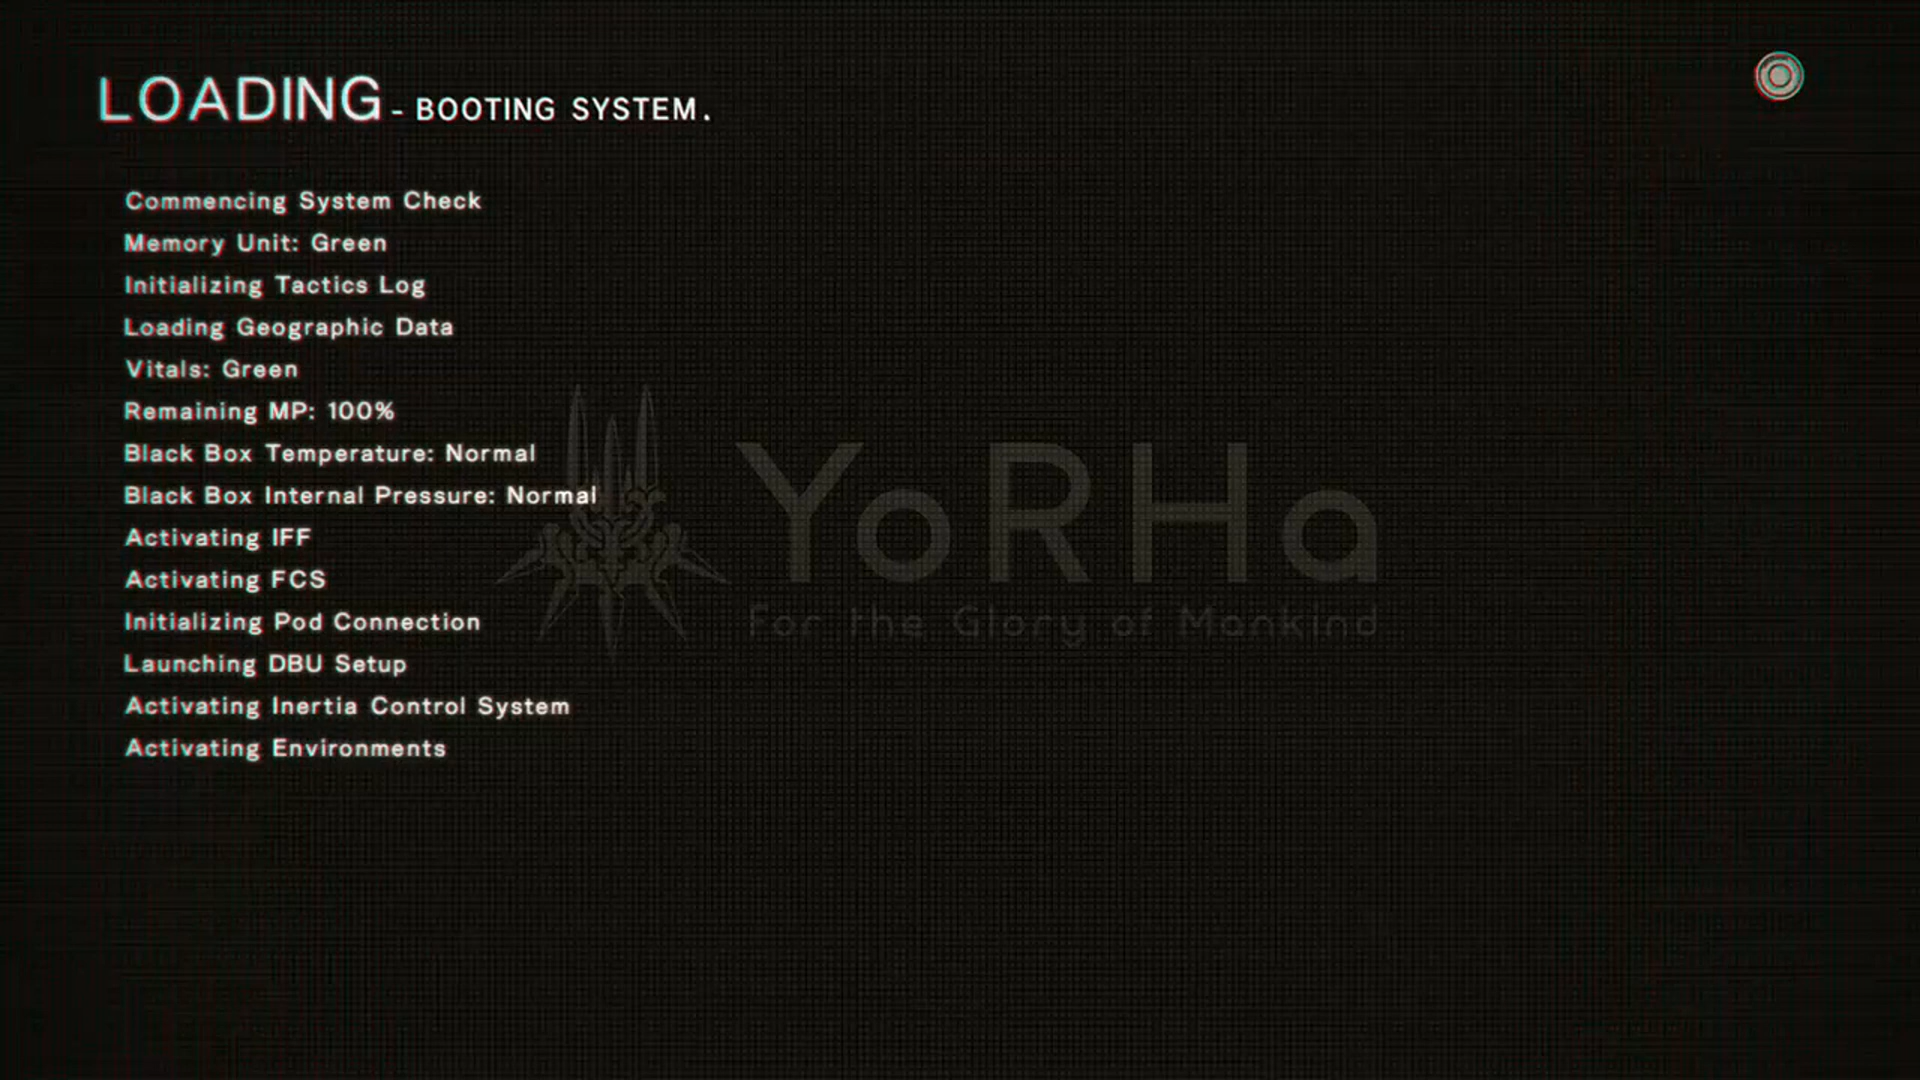 LOADING - BOOTING SYSTEM.
Commencing System Check
Memory Unit: Green
Initializing Tactics Log
Loading Geographic Data
Vitals: Green
Remaining MP: 100%
Black Box Temperature: Normal
Black Box Internal Pressure: Normal
Activating IFF
Activating FCS
Initializing Pod Connection
Launching DBU Setup
Activating Inertia Control System
Activating Environments
YoRHa
For the Glory of Mankind